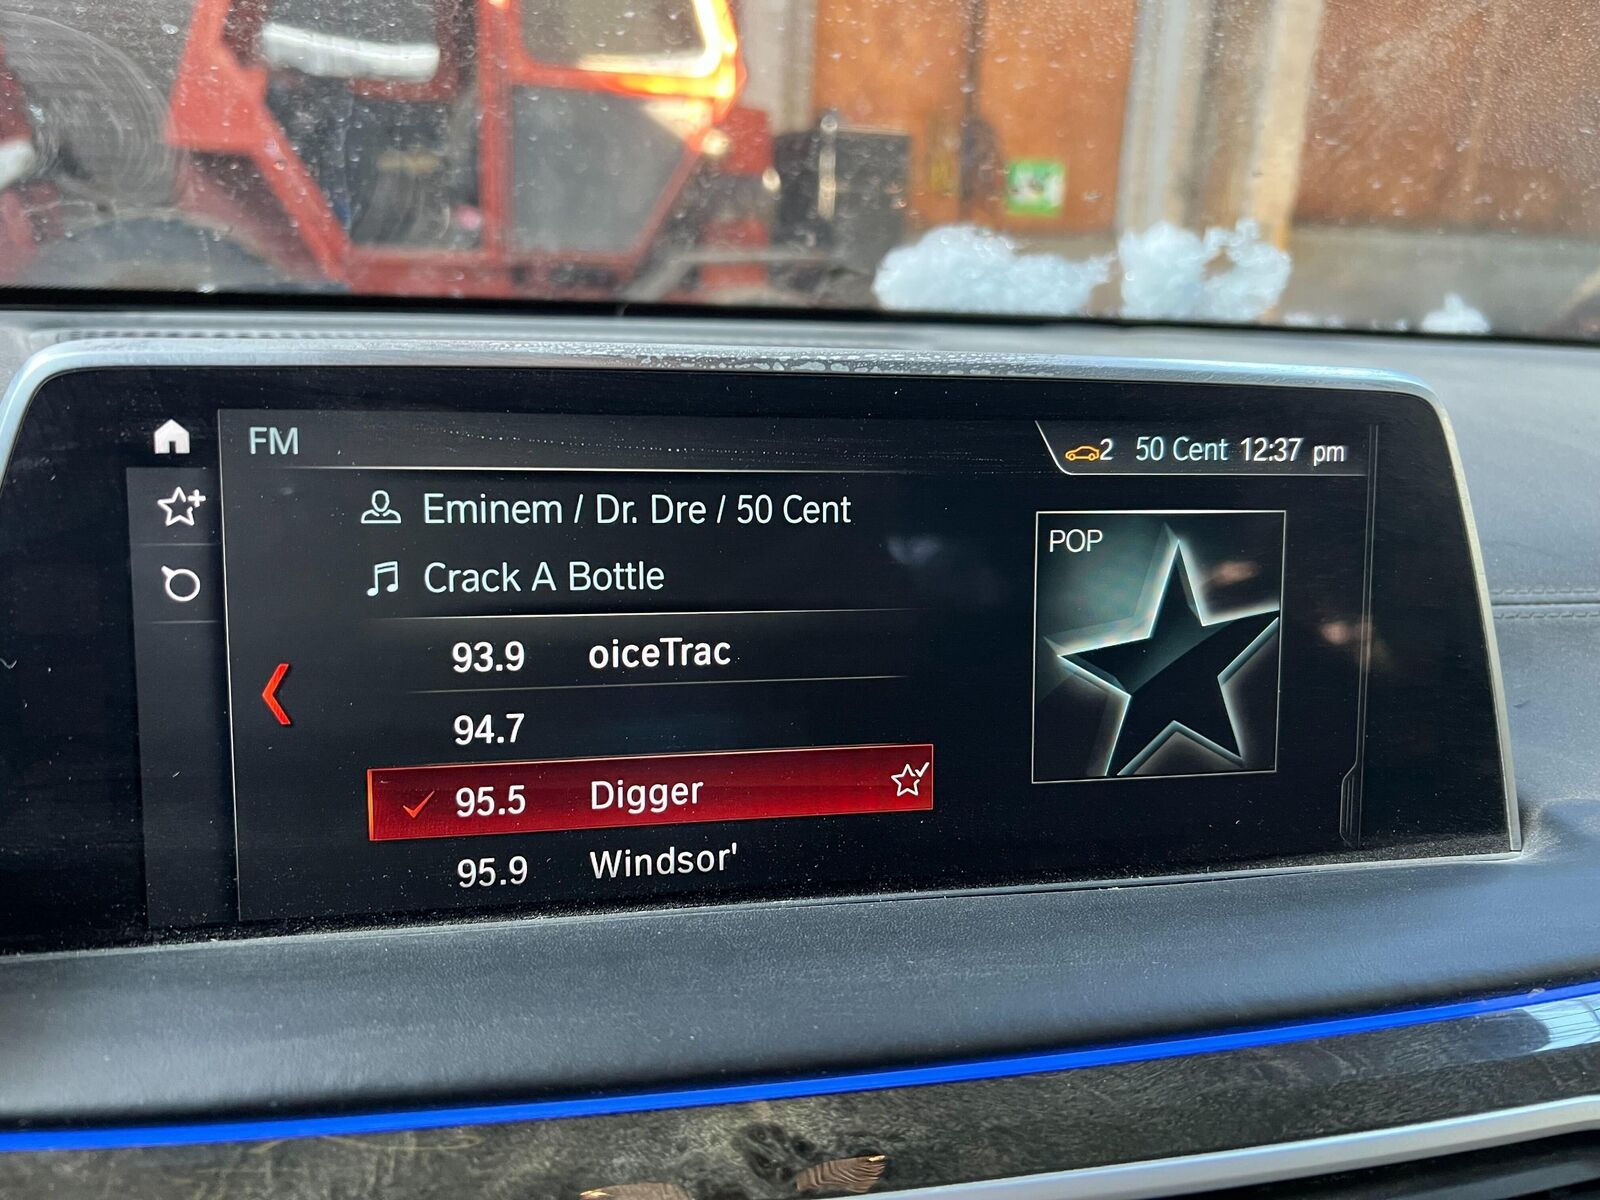 FM
2 50 Cent 12:37 pm
Eminem / Dr. Dre / 50 Cent
Crack A Bottle
POP
93.9 oiceTrac
94.7
95.5 Digger
95.9 Windsor'